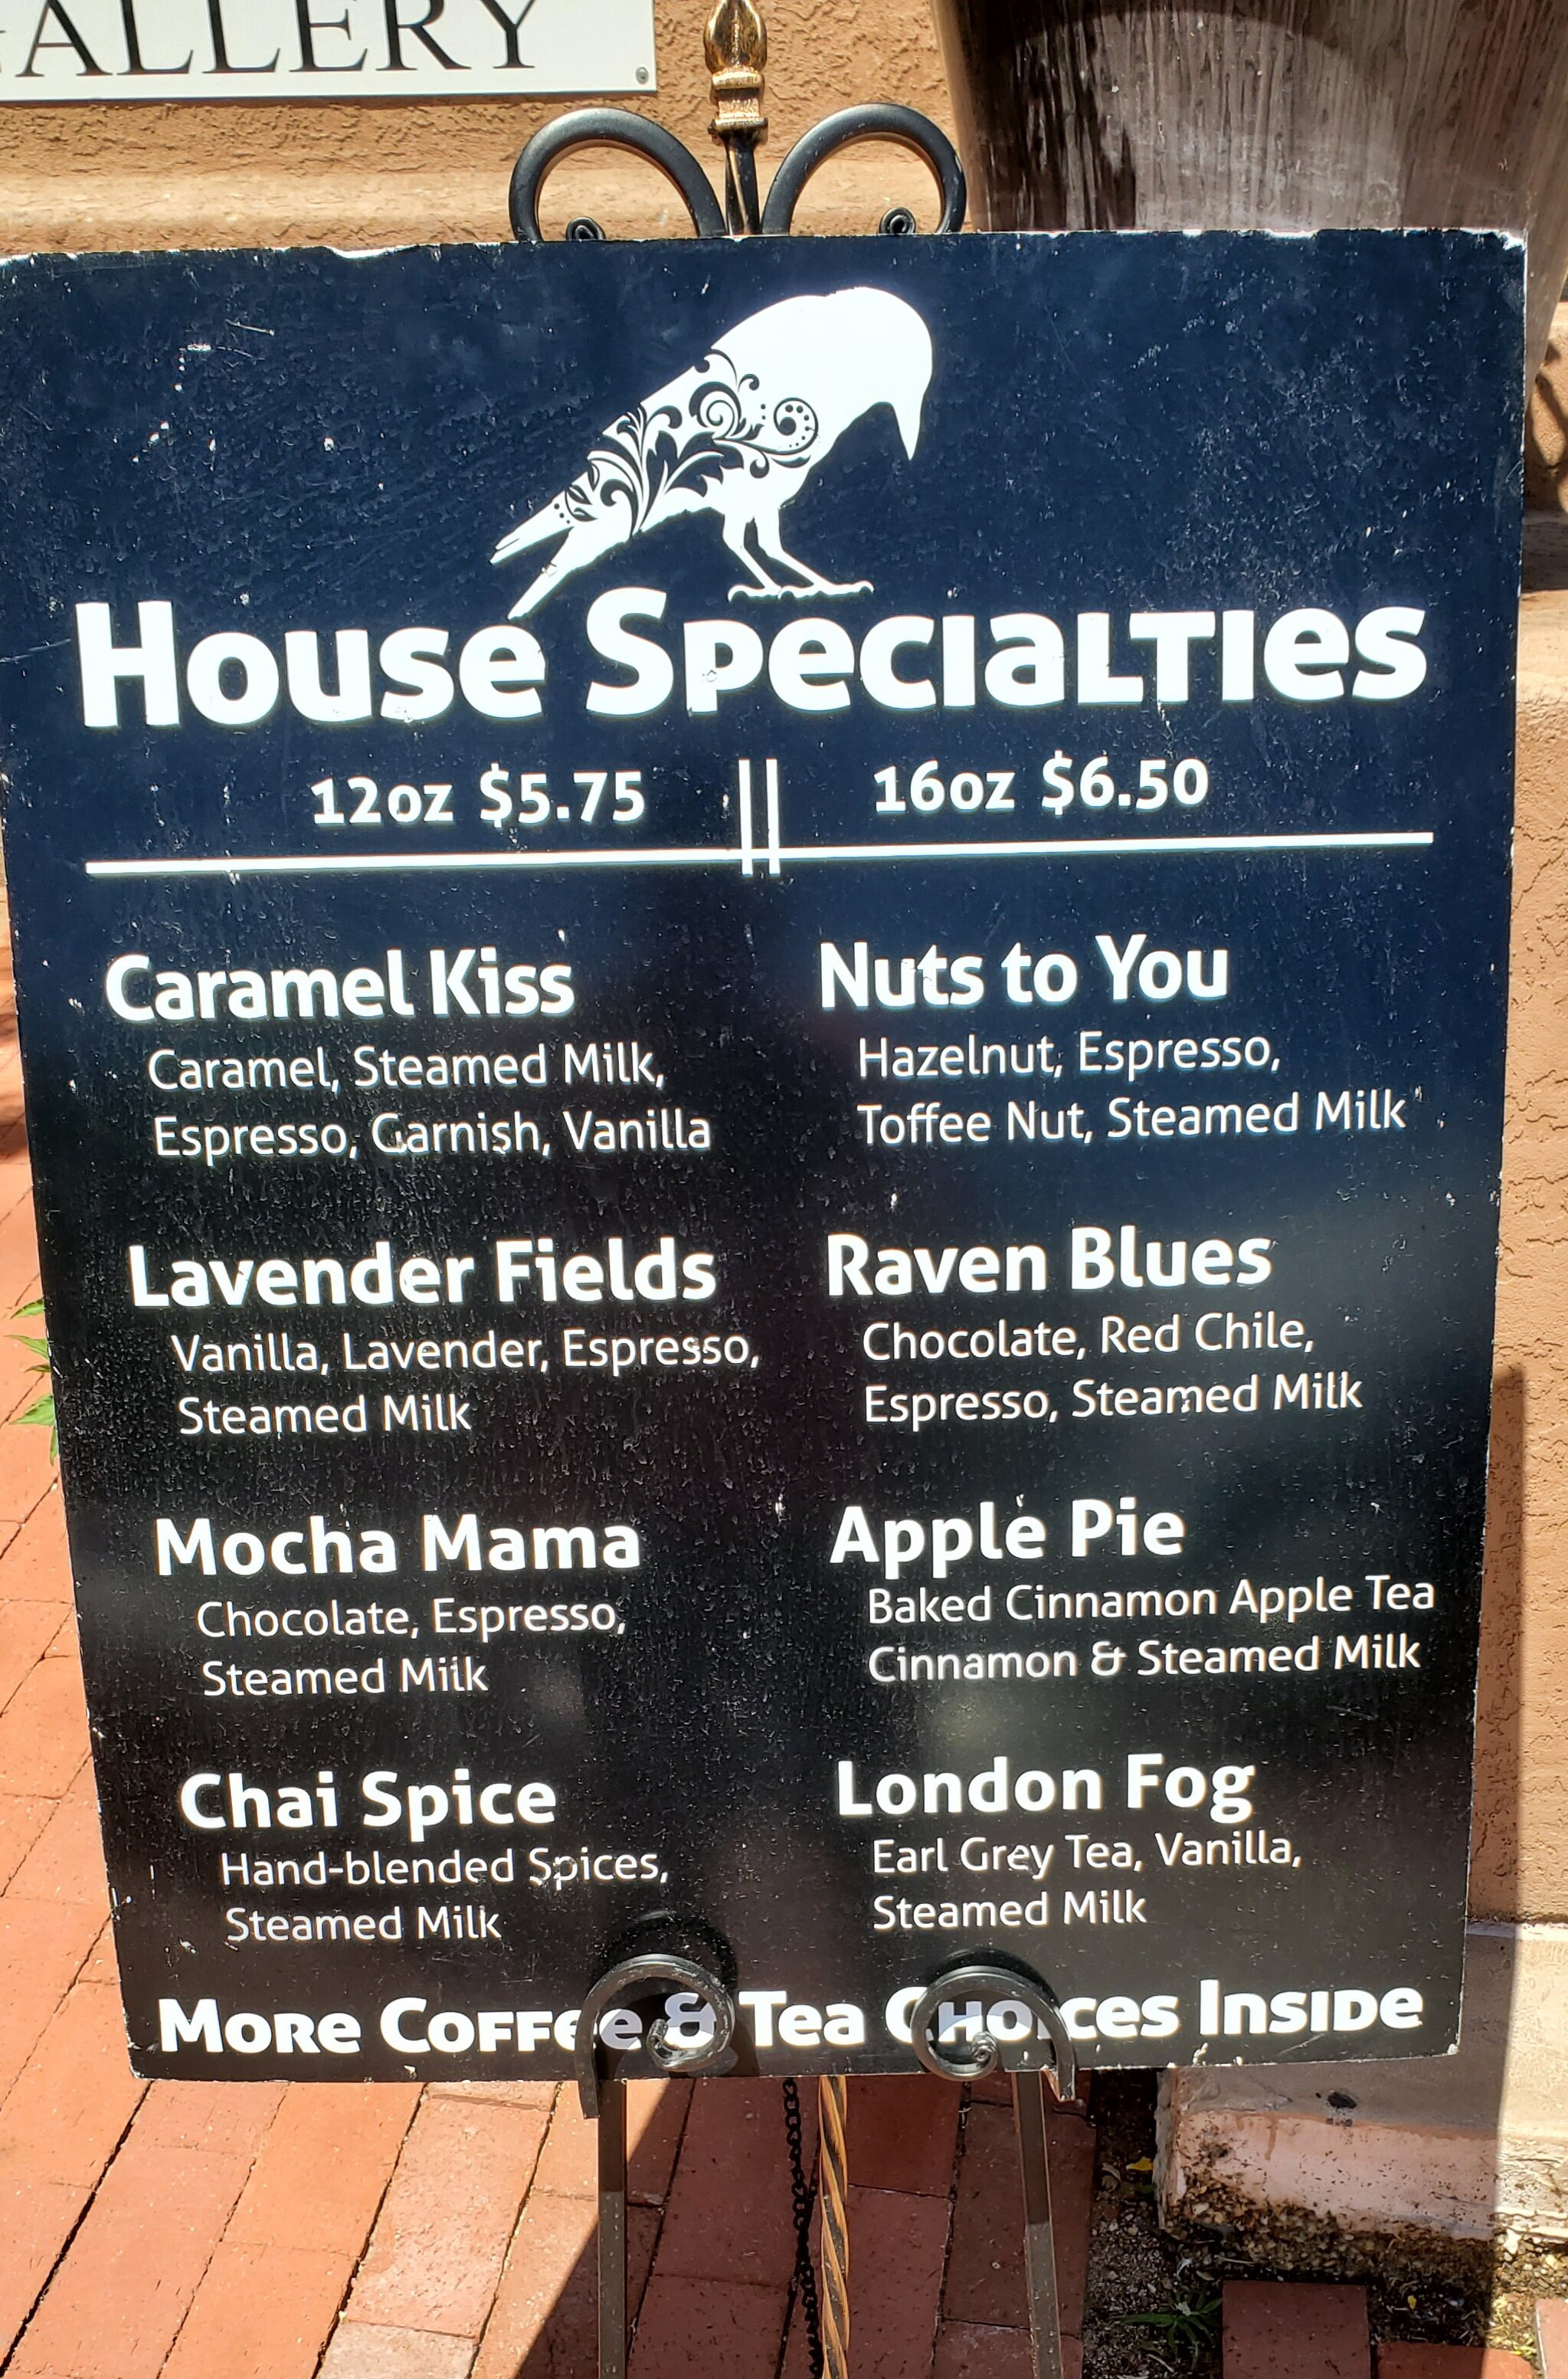 ALLERY
House Specialties
12oz $5.75 || 16oz $6.50
Caramel Kiss
Caramel, Steamed Milk,
Espresso, Garnish, Vanilla
Lavender Fields
Vanilla, Lavender, Espresso,
Steamed Milk
Mocha Mama
Chocolate, Espresso,
Steamed Milk
Chai Spice
Hand-blended Spices,
Steamed Milk
Nuts to You
Hazelnut, Espresso,
Toffee Nut, Steamed Milk
Raven Blues
Chocolate, Red Chile,
Espresso, Steamed Milk
Apple Pie
Baked Cinnamon Apple Tea
Cinnamon & Steamed Milk
London Fog
Earl Grey Tea, Vanilla,
Steamed Milk
More Coffee & Tea Choices Inside